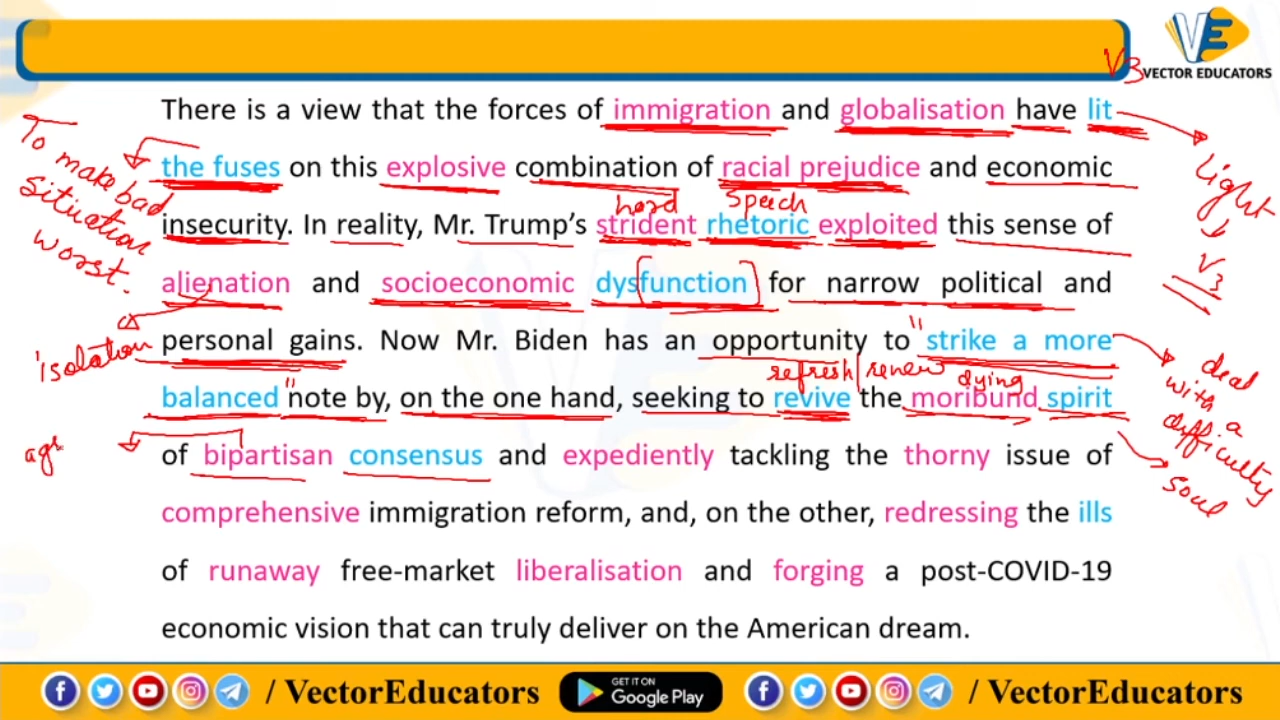 VE
V3
VECTOR EDUCATORS
There is a view that the forces of immigration and globalisation have lit
the fuses on this explosive combination of racial prejudice and economic
insecurity. In reality, Mr. Trump's strident rhetoric exploited this sense of
alienation and socioeconomic dysfunction for narrow political and
personal gains. Now Mr. Biden has an opportunity to "strike a more
balanced" note by, on the one hand, seeking to revive the moribund spirit
of bipartisan consensus and expediently tackling the thorny issue of
comprehensive immigration reform, and, on the other, redressing the ills
of runaway free-market liberalisation and forging a post-COVID-19
economic vision that can truly deliver on the American dream.
To make bad
situation
worst.
hard
speech
Light
V3
isolation
refresh/renew
dying
deal
with a
difficulty
soul
/ VectorEducators
GET IT ON
Google Play
/ VectorEducators